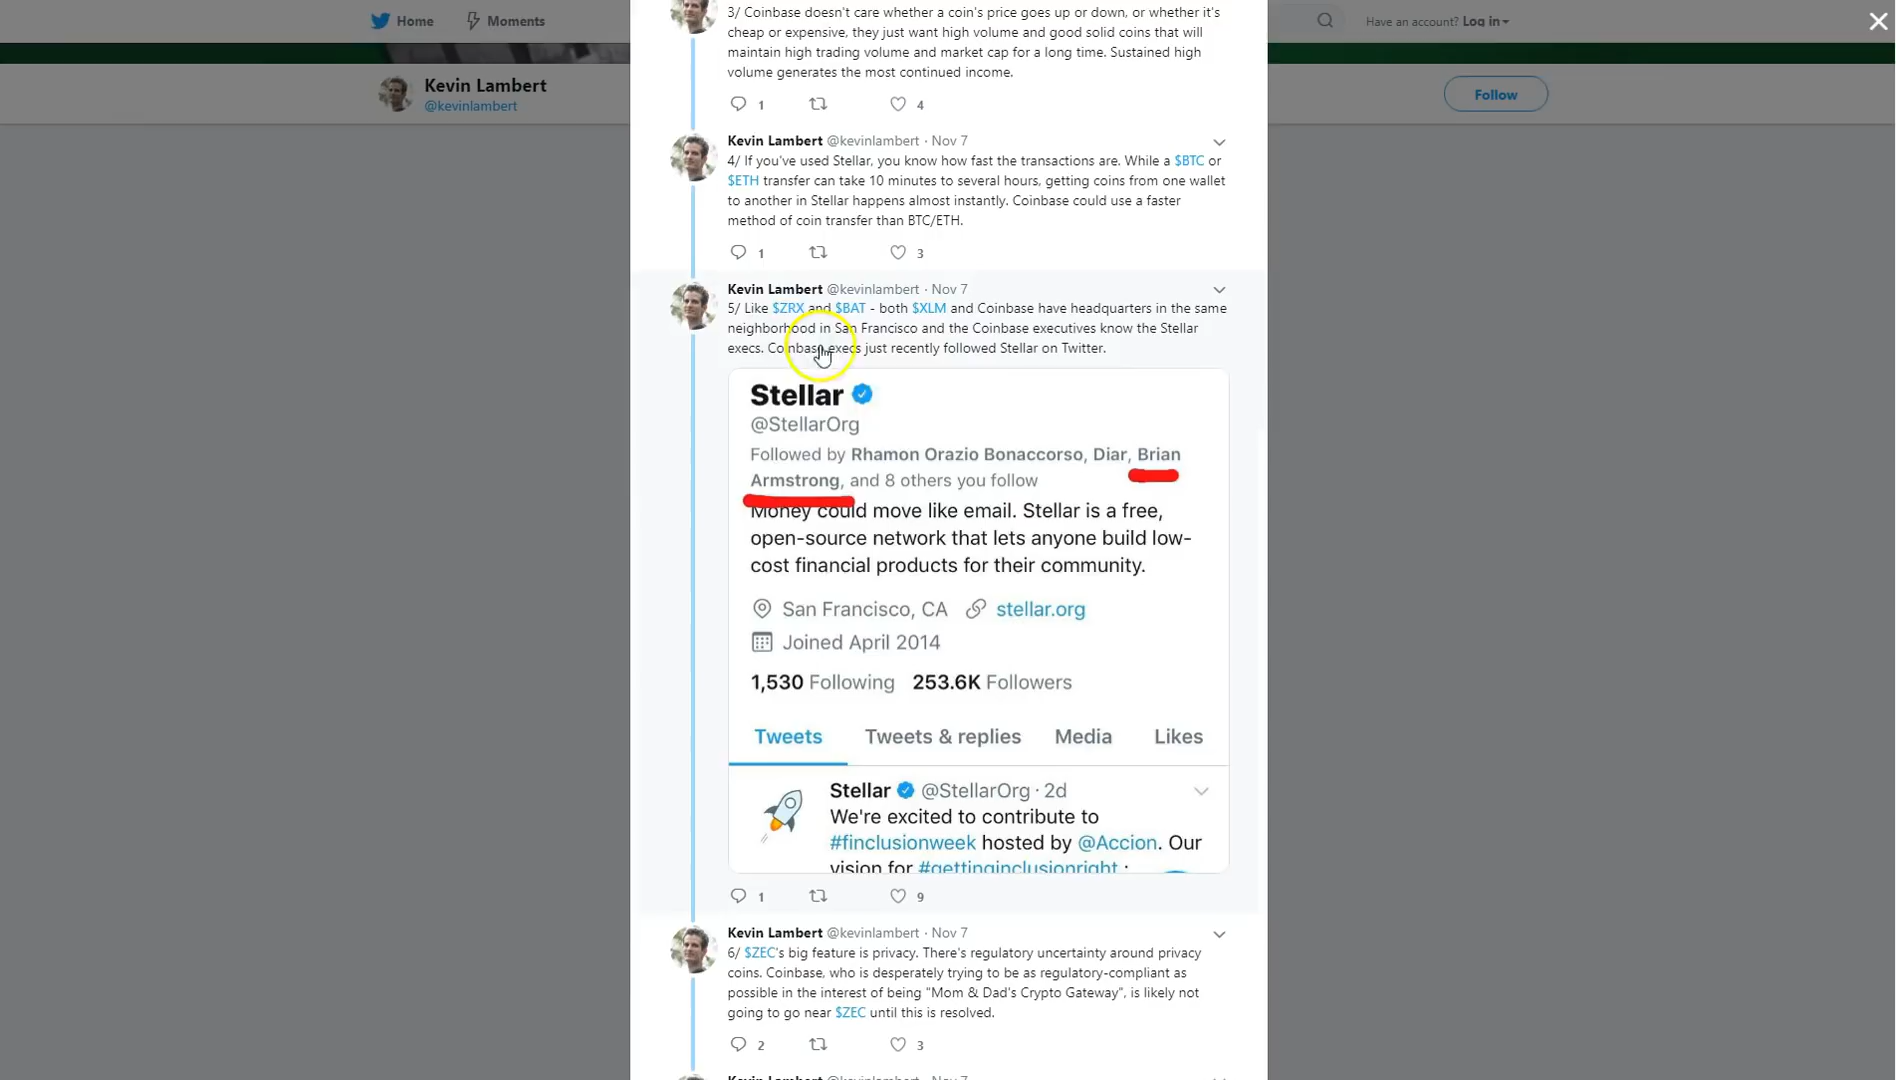 Home
Moments
Have an account? Log in
Kevin Lambert
@kevinlambert
Follow
3/ Coinbase doesn't care whether a coin's price goes up or down, or whether it's
cheap or expensive, they just want high volume and good solid coins that will
maintain high trading volume and market cap for a long time. Sustained high
volume generates the most continued income.
1 4
Kevin Lambert @kevinlambert · Nov 7
4/ If you've used Stellar, you know how fast the transactions are. While a $BTC or
$ETH transfer can take 10 minutes to several hours, getting coins from one wallet
to another in Stellar happens almost instantly. Coinbase could use a faster
method of coin transfer than BTC/ETH.
1 3
Kevin Lambert @kevinlambert · Nov 7
5/ Like $ZRX and $BAT - both $XLM and Coinbase have headquarters in the same
neighborhood in San Francisco and the Coinbase executives know the Stellar
execs. Coinbase execs just recently followed Stellar on Twitter.
Stellar
@StellarOrg
Followed by Rhamon Orazio Bonaccorso, Diar, Brian
Armstrong, and 8 others you follow
Money could move like email. Stellar is a free,
open-source network that lets anyone build low-
cost financial products for their community.
San Francisco, CA stellar.org
Joined April 2014
1,530 Following 253.6K Followers
Tweets Tweets & replies Media Likes
Stellar @StellarOrg · 2d
We're excited to contribute to
#finclusionweek hosted by @Accion. Our
vision for #gettinginclusionright :
1 9
Kevin Lambert @kevinlambert · Nov 7
6/ $ZEC's big feature is privacy. There's regulatory uncertainty around privacy
coins. Coinbase, who is desperately trying to be as regulatory-compliant as
possible in the interest of being "Mom & Dad's Crypto Gateway", is likely not
going to go near $ZEC until this is resolved.
2 3
Kevin Lambert @kevinlambert · Nov 7